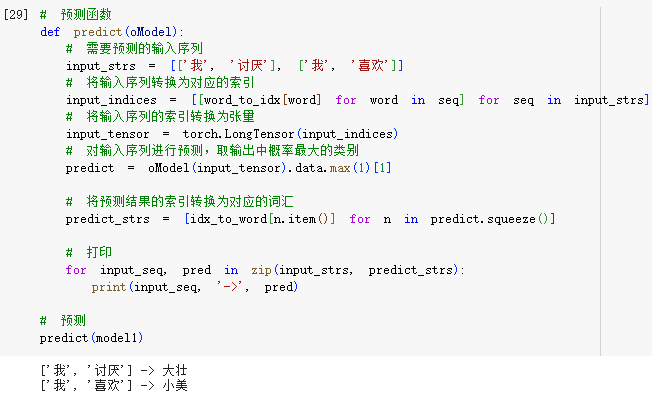 [29] # 预测函数
def predict(oModel):
# 需要预测的输入序列
input_strs = [['我', '讨厌'], ['我', '喜欢']]
# 将输入序列转换为对应的索引
input_indices = [[word_to_idx[word] for word in seq] for seq in input_strs]
# 将输入序列的索引转换为张量
input_tensor = torch.LongTensor(input_indices)
# 对输入序列进行预测，取输出中概率最大的类别
predict = oModel(input_tensor).data.max(1)[1]
# 将预测结果的索引转换为对应的词汇
predict_strs = [idx_to_word[n.item()] for n in predict.squeeze()]
# 打印
for input_seq, pred in zip(input_strs, predict_strs):
print(input_seq, '->', pred)
# 预测
predict(model1)
['我', '讨厌'] -> 大壮
['我', '喜欢'] -> 小美